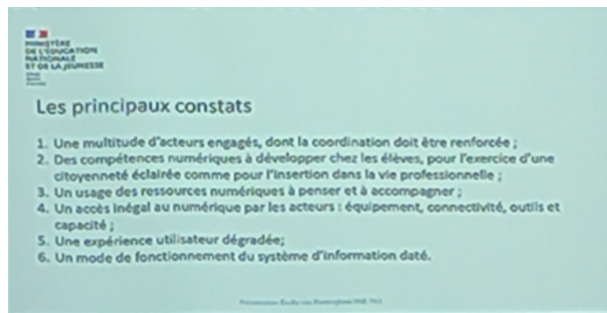 MINISTÈRE
DE L'ÉDUCATION
NATIONALE
ET DE LA JEUNESSE
Les principaux constats
1. Une multitude d'acteurs engagés, dont la coordination doit être renforcée ;
2. Des compétences numériques à développer chez les élèves, pour l'exercice d'une
citoyenneté éclairée comme pour l'insertion dans la vie professionnelle ;
3. Un usage des ressources numériques à penser et à accompagner ;
4. Un accès inégal au numérique par les acteurs : équipement, connectivité, outils et
capacité ;
5. Une expérience utilisateur dégradée;
6. Un mode de fonctionnement du système d'information daté.